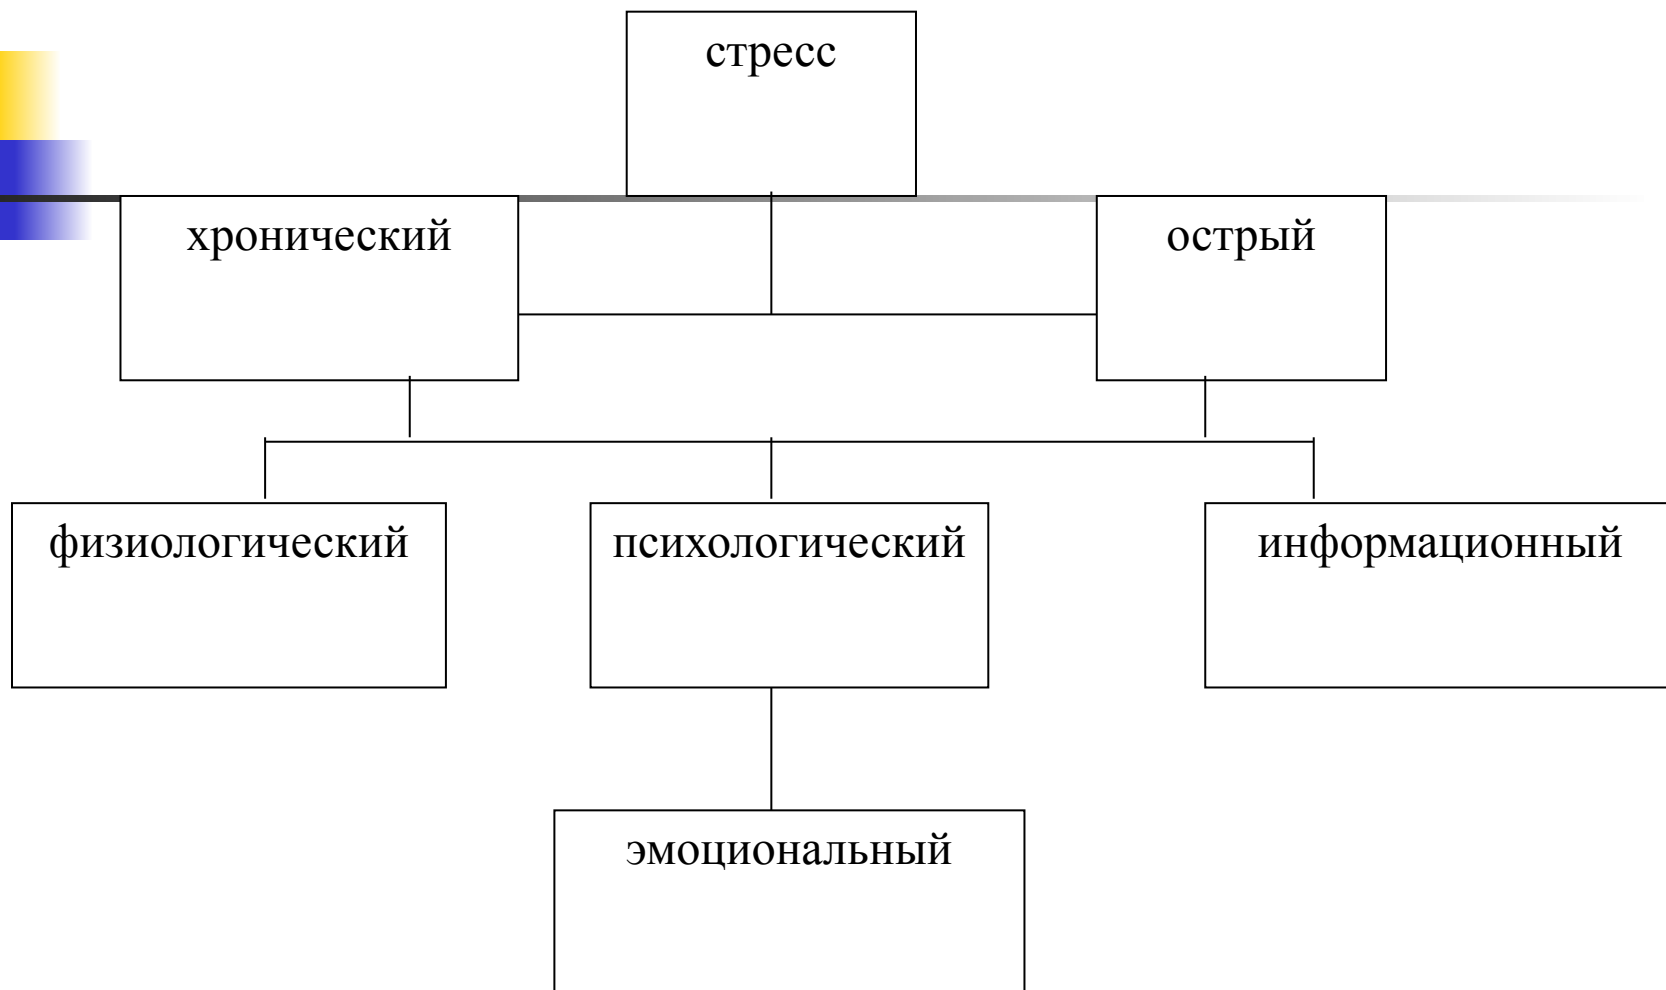 стресс
хронический
острый
физиологический
психологический
информационный
эмоциональный